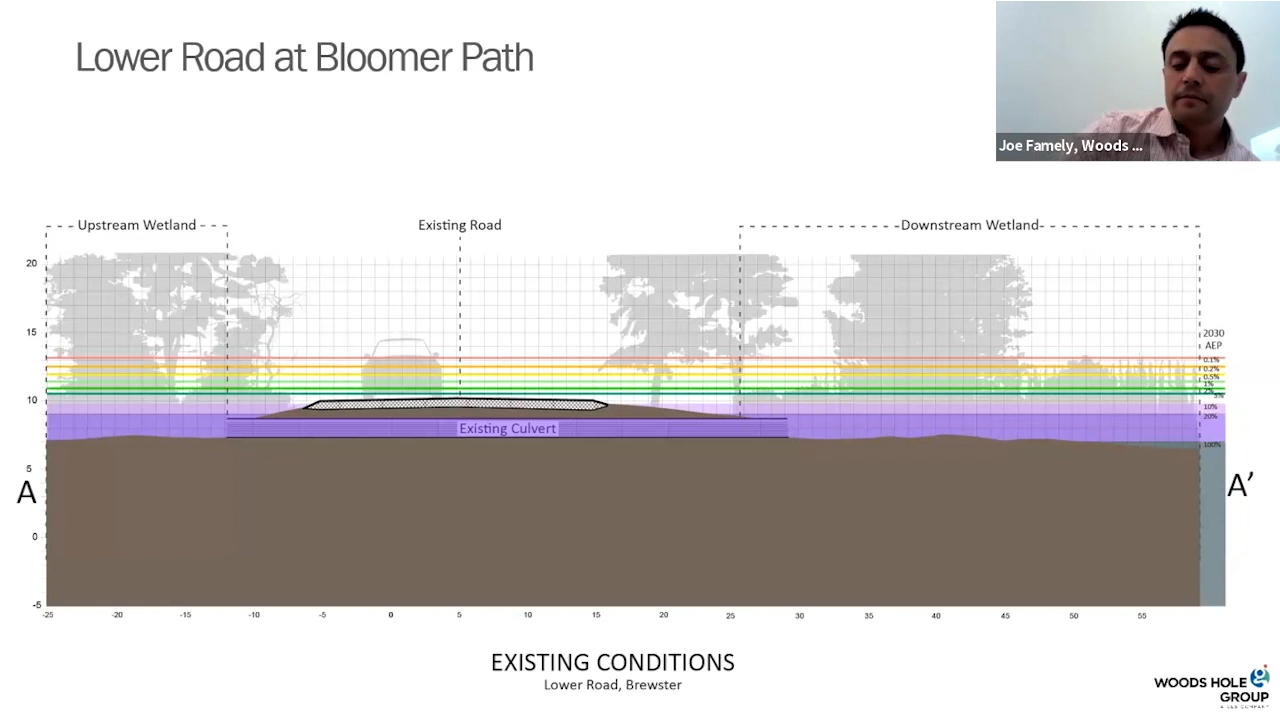 Lower Road at Bloomer Path
Joe Famely, Woods ...
Upstream Wetland
Existing Road
Downstream Wetland
20
15
10
5
0
-5
2030
AEP
0.1%
0.2%
0.5%
1%
2%
5%
10%
20%
100%
Existing Culvert
A
A’
-25 -20 -15 -10 -5 0 5 10 15 20 25 30 35 40 45 50 55
EXISTING CONDITIONS
Lower Road, Brewster
WOODS HOLE
GROUP
A CLS COMPANY